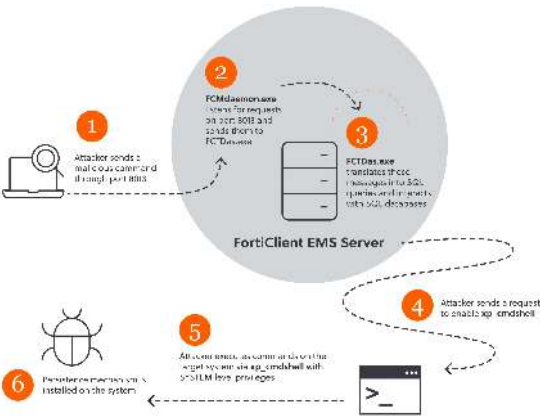 1
Attacker sends a
malicious command
through port 8013
2
FCMdaemon.exe
listens for requests
on port 8013 and
sends them to
FCTDas.exe
3
FCTDas.exe
translates these
messages into SQL
queries and interacts
with SQL databases
FortiClient EMS Server
4
Attacker sends a request
to enable xp_cmdshell
5
Attacker executes commands on the
target system via xp_cmdshell with
SYSTEM level privileges
6
Persistence mechanism is
installed on the system
>_